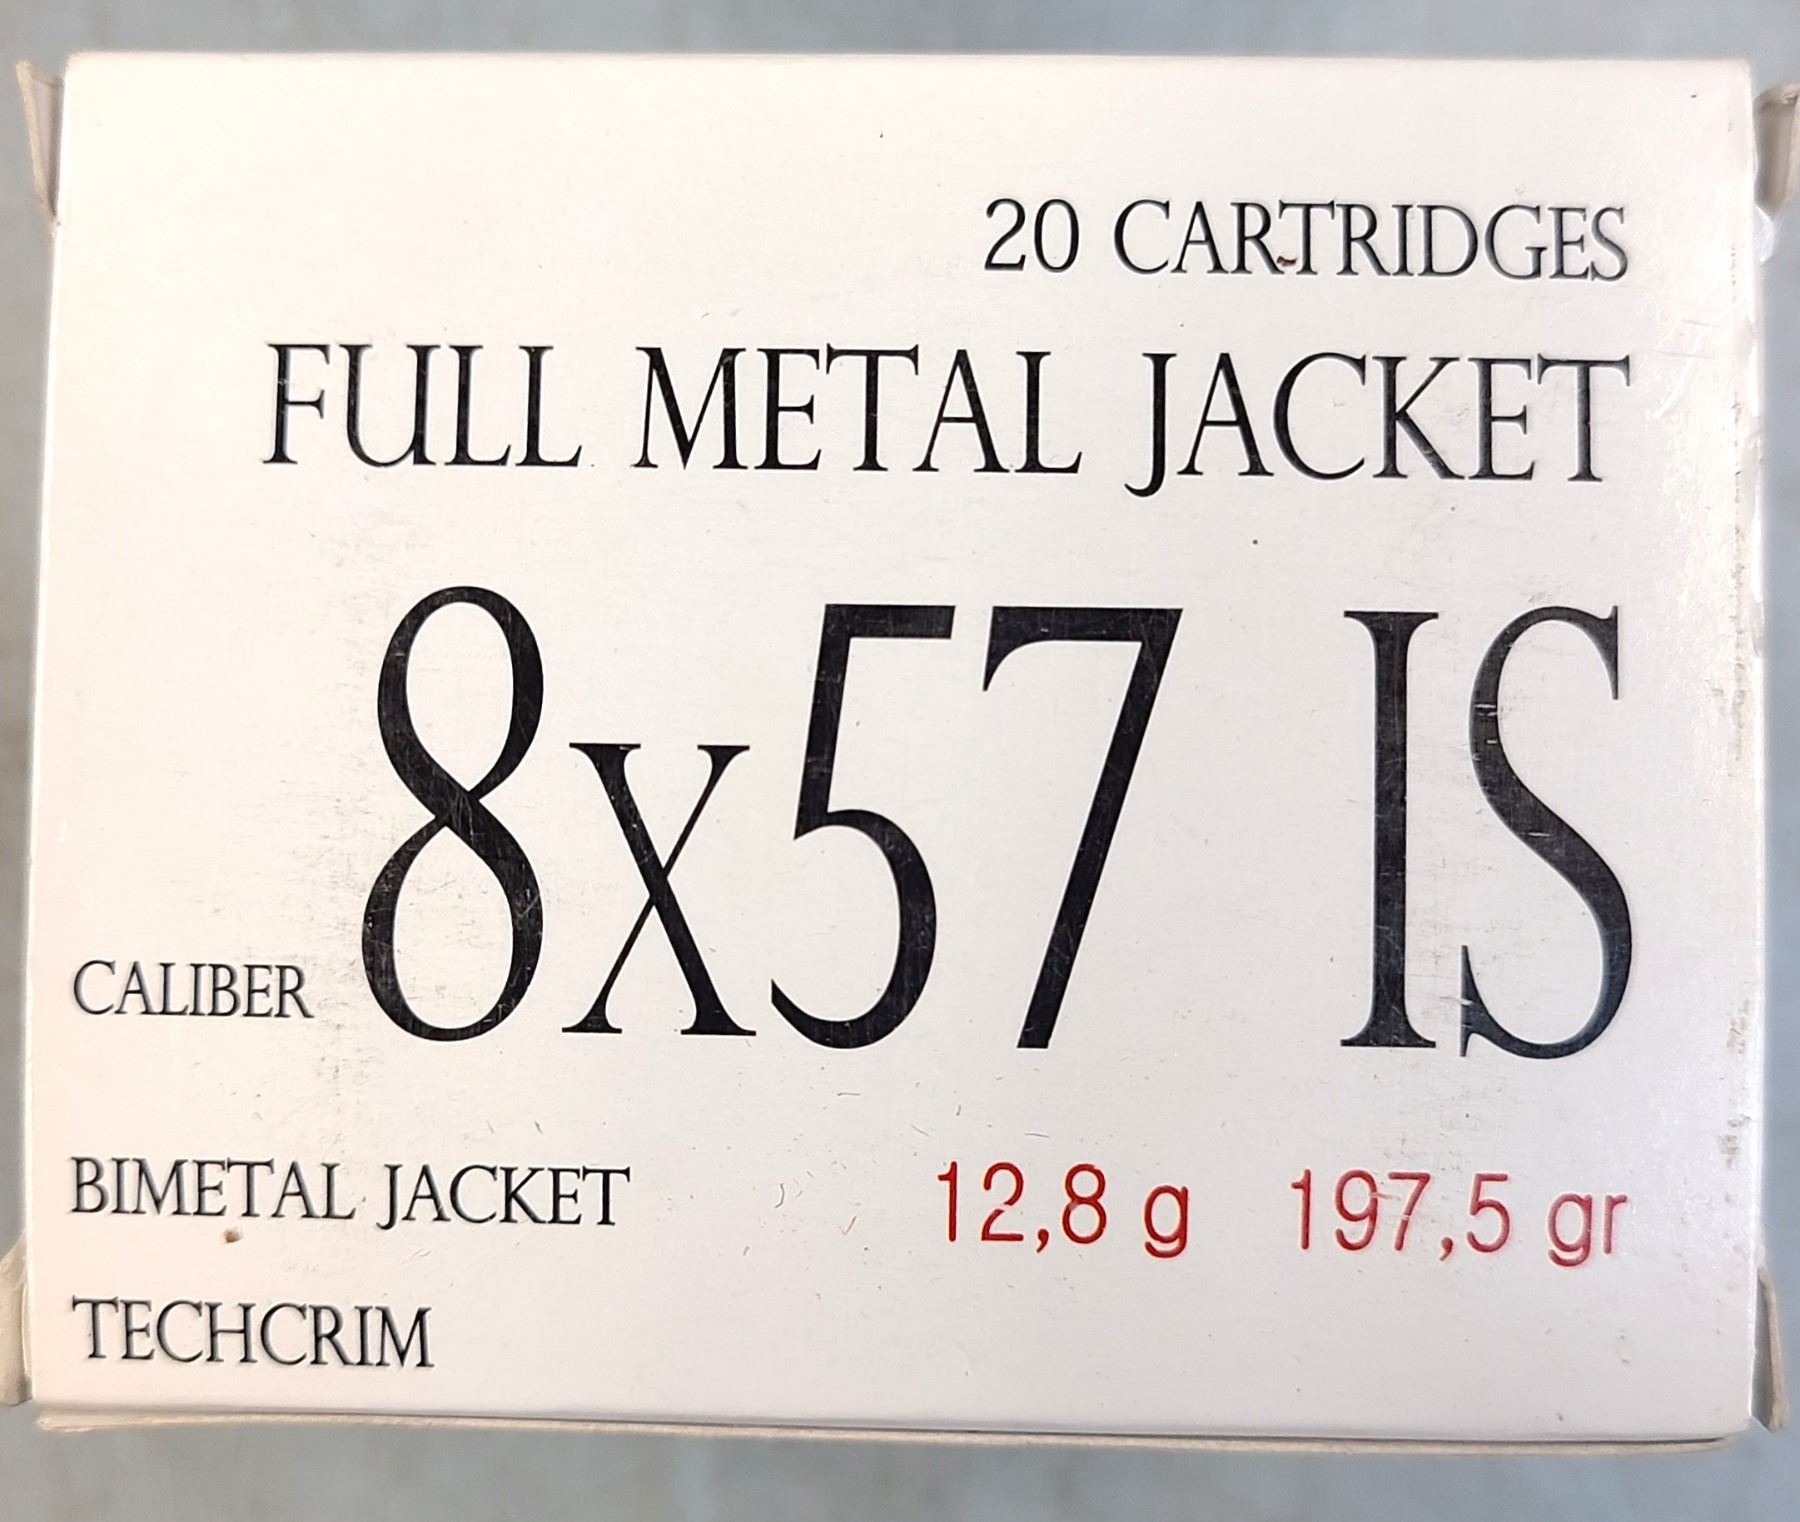 20 CARTRIDGES
FULL METAL JACKET
CALIBER 8x57 IS
BIMETAL JACKET 12,8 g 197,5 gr
TECHCRIM